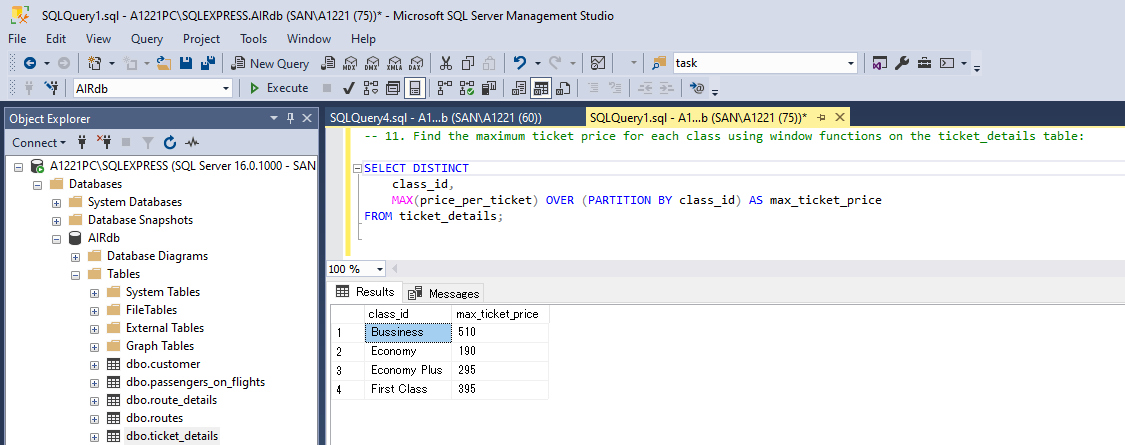 SQLQuery1.sql - A1221PC\SQLEXPRESS.AIRdb (SAN\A1221 (75))* - Microsoft SQL Server Management Studio
File Edit View Query Project Tools Window Help
New Query MDX DMX XMLA DAX task
AIRdb Execute
Object Explorer
Connect
A1221PC\SQLEXPRESS (SQL Server 16.0.1000 - SAN
Databases
System Databases
Database Snapshots
AIRdb
Database Diagrams
Tables
System Tables
FileTables
External Tables
Graph Tables
dbo.customer
dbo.passengers_on_flights
dbo.route_details
dbo.routes
dbo.ticket_details
SQLQuery4.sql - A1...b (SAN\A1221 (60)) SQLQuery1.sql - A1...b (SAN\A1221 (75))*
-- 11. Find the maximum ticket price for each class using window functions on the ticket_details table:
SELECT DISTINCT
class_id,
MAX(price_per_ticket) OVER (PARTITION BY class_id) AS max_ticket_price
FROM ticket_details;
100 %
Results Messages
class_id max_ticket_price
1 Bussiness 510
2 Economy 190
3 Economy Plus 295
4 First Class 395